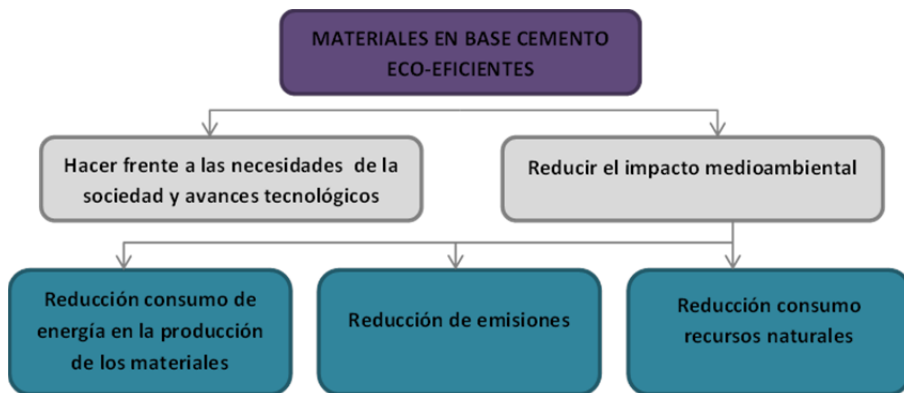 MATERIALES EN BASE CEMENTO
ECO-EFICIENTES
Hacer frente a las necesidades de la
sociedad y avances tecnológicos
Reducir el impacto medioambiental
Reducción consumo de
energía en la producción
de los materiales
Reducción de emisiones
Reducción consumo
recursos naturales